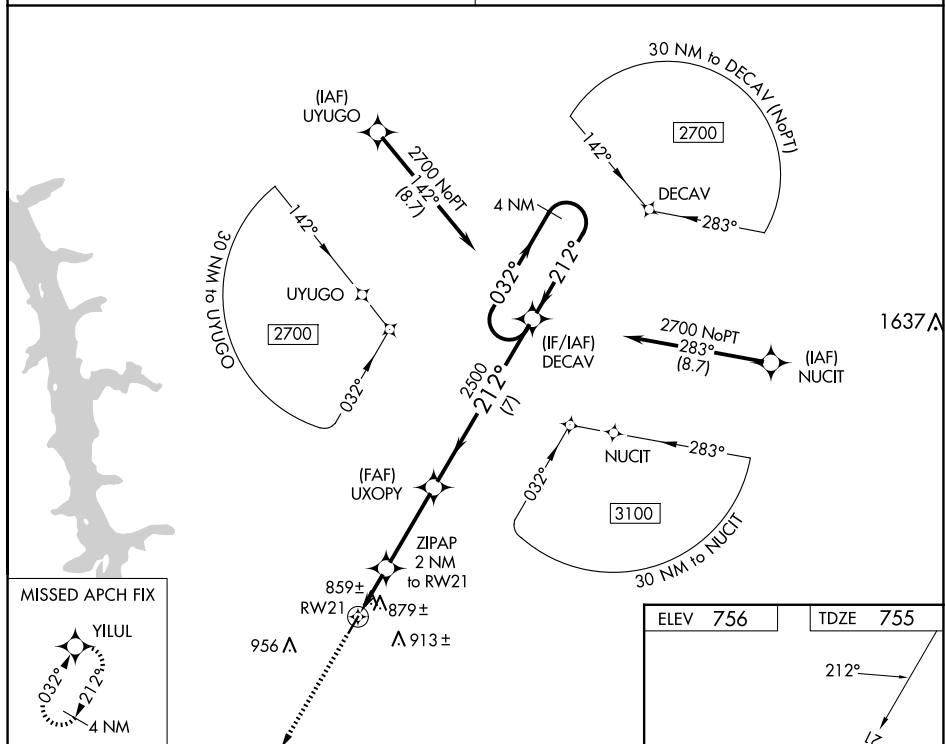 30 NM to DECAV (NoPT)
2700
142°
DECAV
283°
(IAF)
UYUGO
2700 NoPT
142°
(8.7)
4 NM
032°
212°
30 NM to UYUGO
142°
UYUGO
2700
032°
(IF/IAF)
DECAV
2700 NoPT
283°
(8.7)
(IAF)
NUCIT
1637
2500
212°
(7)
NUCIT
283°
032°
3100
30 NM to NUCIT
(FAF)
UXOPY
ZIPAP
2 NM
to RW21
859±
RW21
879±
956
913±
MISSED APCH FIX
YILUL
032°
212°
4 NM
ELEV 756
TDZE 755
212°
21